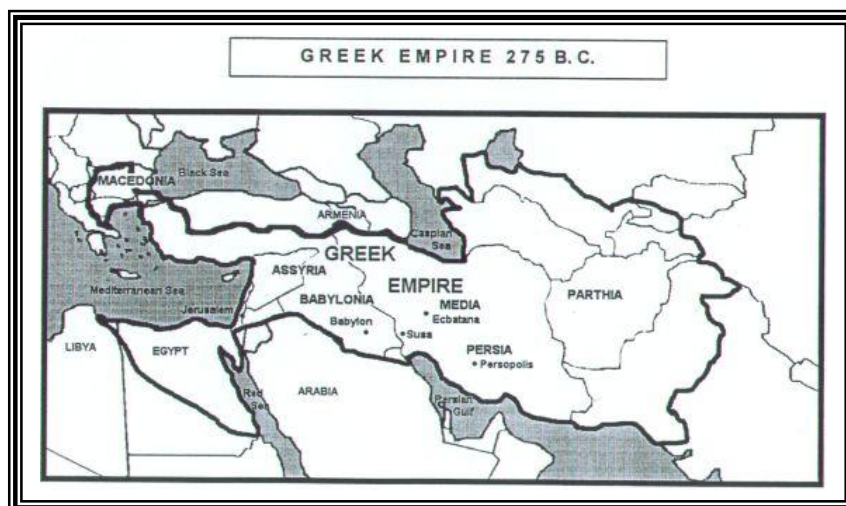 GREEK EMPIRE 275 B.C.
Black Sea
MACEDONIA
ARMENIA
Caspian
Sea
GREEK
ASSYRIA
EMPIRE
Mediterranean Sea
BABYLONIA
MEDIA
PARTHIA
Jerusalem
Ecbatana
Babylon
Susa
LIBYA
EGYPT
PERSIA
Persopolis
Red
Sea
ARABIA
Persian
Gulf